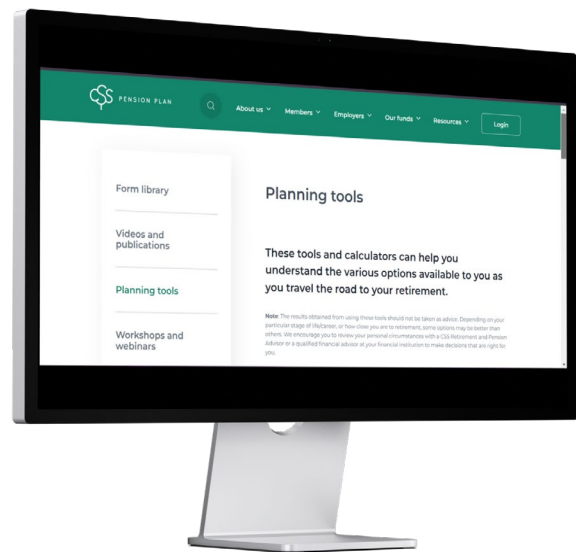 CSS PENSION PLAN
About us
Members
Employers
Our funds
Resources
Login
Form library
Videos and
publications
Planning tools
Workshops and
webinars
Planning tools
These tools and calculators can help you
understand the various options available to you as
you travel the road to your retirement.
Note: The results obtained from using these tools should not be taken as advice. Depending on your
particular stage of life/career, or how close you are to retirement, some options may be better than
others. We encourage you to review your personal circumstances with a CSS Retirement and Pension
Advisor or a qualified financial advisor at your financial institution to make decisions that are right for
you.